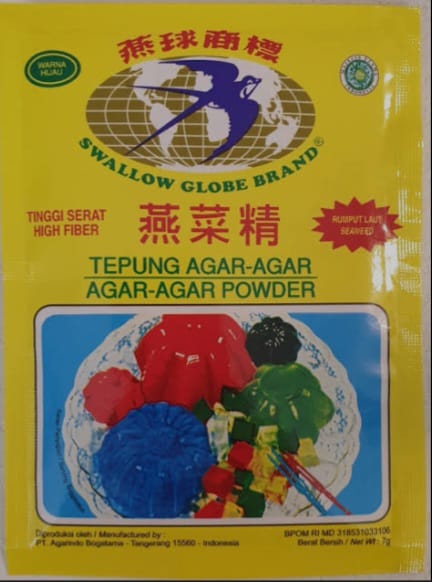 燕球商標
WARNA
HIJAU
SWALLOW GLOBE BRAND®
TINGGI SERAT
HIGH FIBER
燕菜精
RUMPUT LAUT
SEAWEED
TEPUNG AGAR-AGAR
AGAR-AGAR POWDER
Diproduksi oleh / Manufactured by :
PT. Agarindo Bogatama - Tangerang 15560 - Indonesia
BPOM RI MD 318531033106
Berat Bersih / Net Wt : 7g